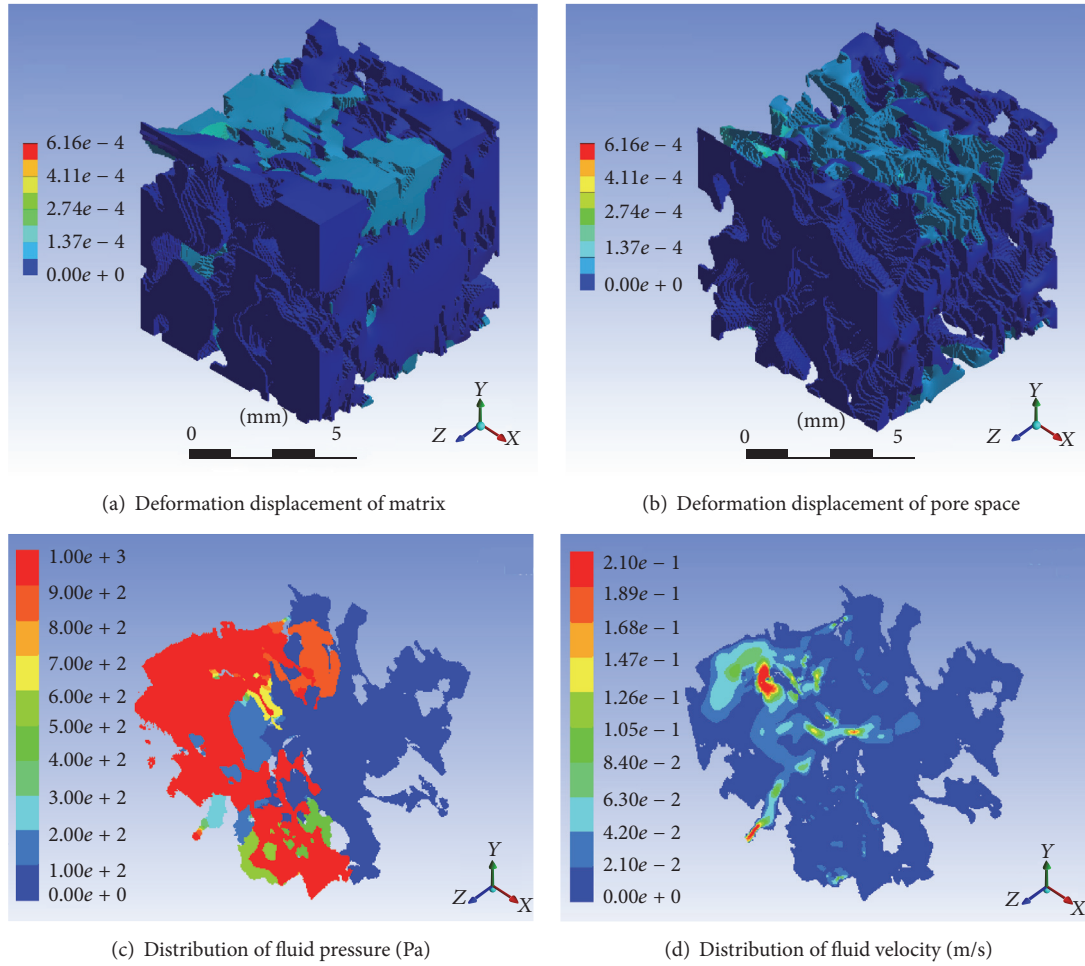 6.16e − 4
4.11e − 4
2.74e − 4
1.37e − 4
0.00e + 0
(mm)
0 5
Y
Z X
(a) Deformation displacement of matrix
6.16e − 4
4.11e − 4
2.74e − 4
1.37e − 4
0.00e + 0
(mm)
0 5
Y
Z X
(b) Deformation displacement of pore space
1.00e + 3
9.00e + 2
8.00e + 2
7.00e + 2
6.00e + 2
5.00e + 2
4.00e + 2
3.00e + 2
2.00e + 2
1.00e + 2
0.00e + 0
Y
Z X
(c) Distribution of fluid pressure (Pa)
2.10e − 1
1.89e − 1
1.68e − 1
1.47e − 1
1.26e − 1
1.05e − 1
8.40e − 2
6.30e − 2
4.20e − 2
2.10e − 2
0.00e + 0
Y
Z X
(d) Distribution of fluid velocity (m/s)